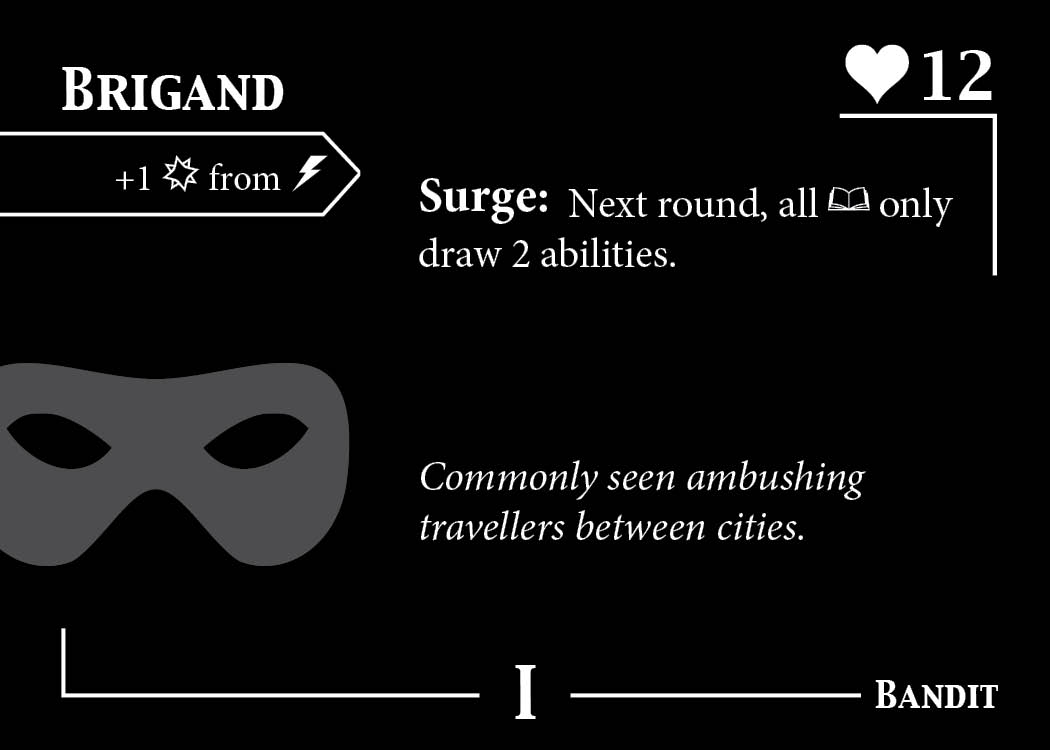 BRIGAND
12
+1 from
Surge: Next round, all only
draw 2 abilities.
Commonly seen ambushing
travellers between cities.
I
BANDIT